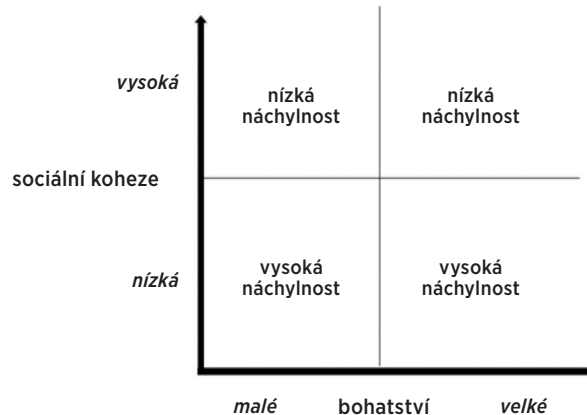 vysoká
nízká
náchylnost
nízká
náchylnost
sociální koheze
nízká
vysoká
náchylnost
vysoká
náchylnost
malé
bohatství
velké